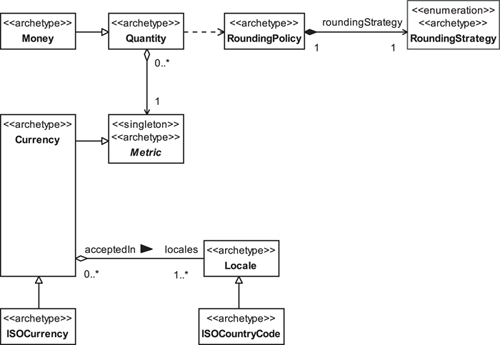 <<archetype>>
Money
<<archetype>>
Quantity
<<archetype>>
RoundingPolicy
roundingStrategy
1
1
<<enumeration>>
<<archetype>>
RoundingStrategy
0..*
1
<<archetype>>
Currency
<<singleton>>
<<archetype>>
Metric
acceptedIn
locales
0..*
1..*
<<archetype>>
Locale
<<archetype>>
ISOCurrency
<<archetype>>
ISOCountryCode